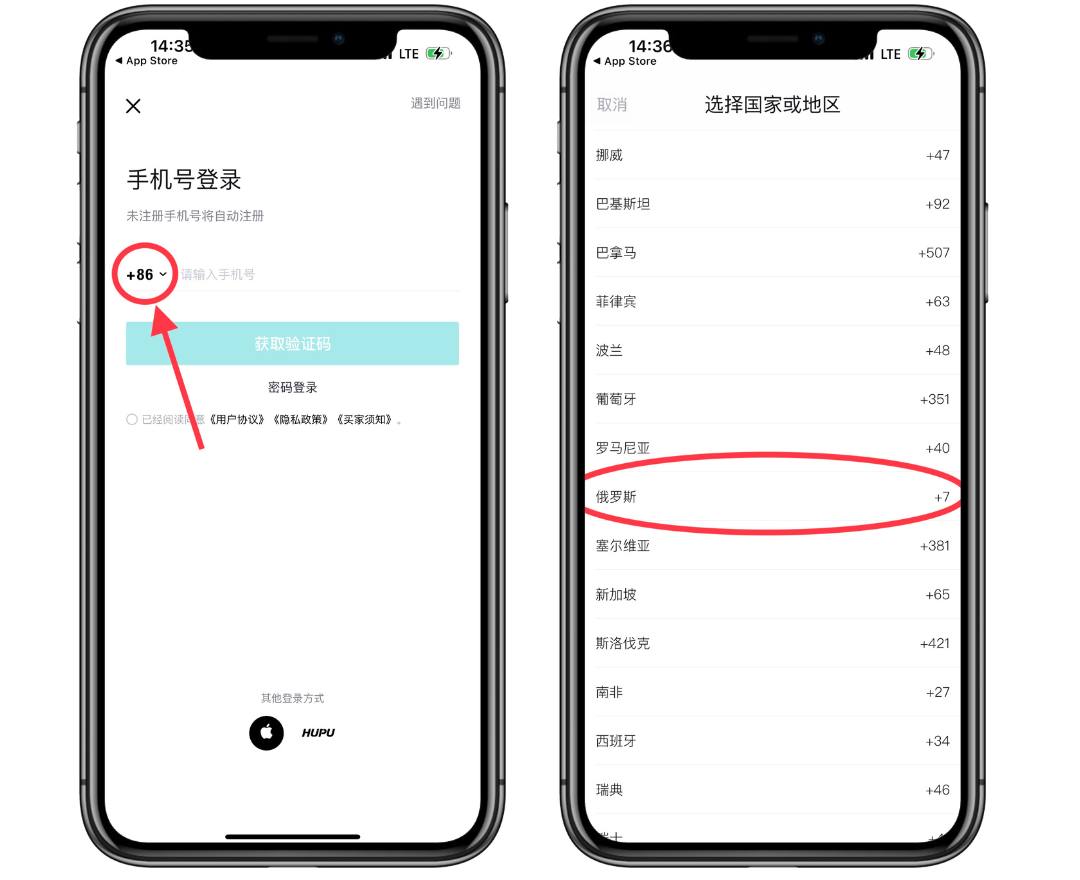 14:35
LTE
◀ App Store
遇到问题
手机号登录
未注册手机号将自动注册
+86 请输入手机号
获取验证码
密码登录
已经阅读同意《用户协议》《隐私政策》《买家须知》。
其他登录方式
HUPU
14:36
LTE
◀ App Store
取消 选择国家或地区
挪威 +47
巴基斯坦 +92
巴拿马 +507
菲律宾 +63
波兰 +48
葡萄牙 +351
罗马尼亚 +40
俄罗斯 +7
塞尔维亚 +381
新加坡 +65
斯洛伐克 +421
南非 +27
西班牙 +34
瑞典 +46